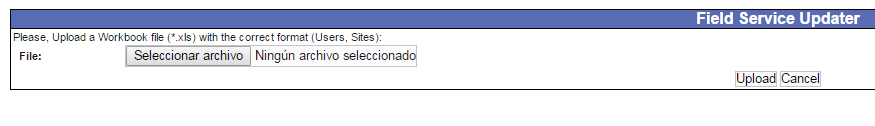 Field Service Updater
Please, Upload a Workbook file (*.xls) with the correct format (Users, Sites):
File: Seleccionar archivo Ningún archivo seleccionado
Upload Cancel